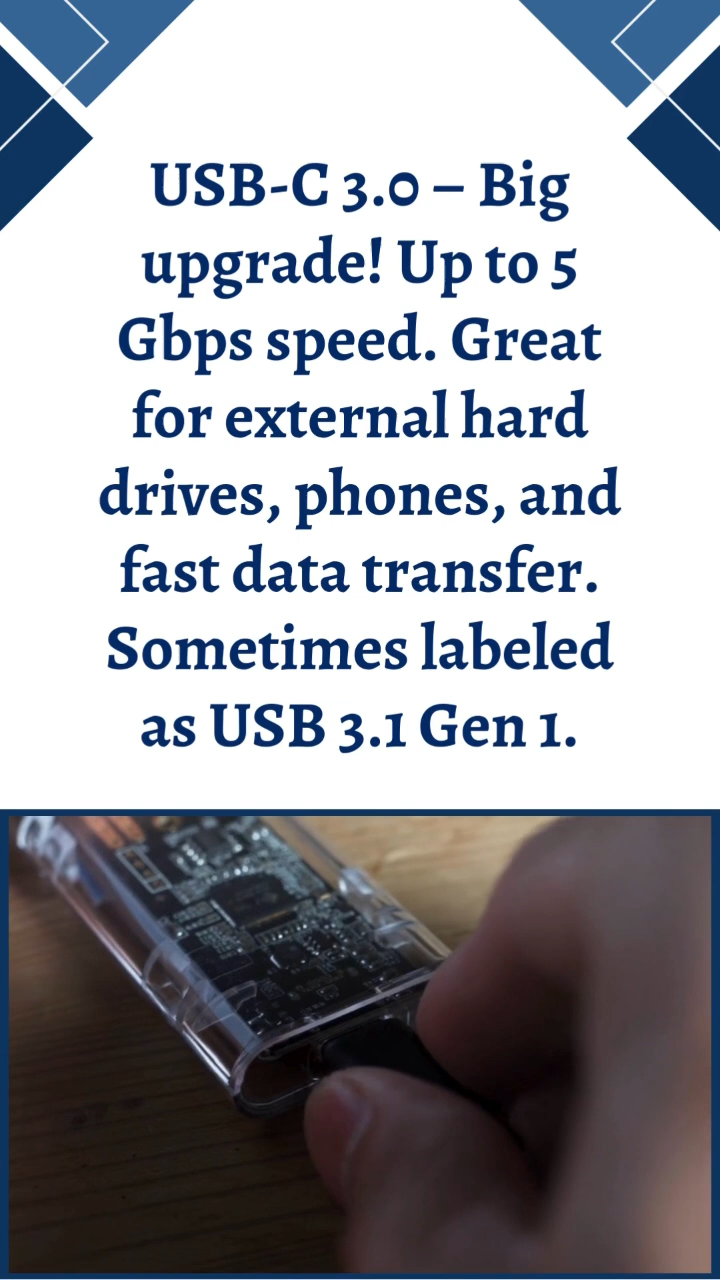 USB-C 3.0 – Big
upgrade! Up to 5
Gbps speed. Great
for external hard
drives, phones, and
fast data transfer.
Sometimes labeled
as USB 3.1 Gen 1.